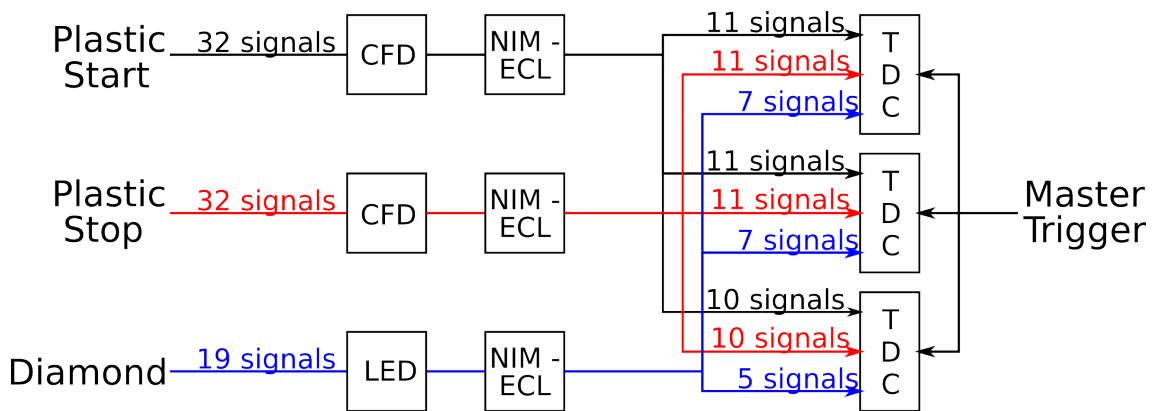 Plastic
Start
32 signals
CFD
NIM -
ECL
11 signals
11 signals
7 signals
T
D
C
Plastic
Stop
32 signals
CFD
NIM -
ECL
11 signals
11 signals
7 signals
T
D
C
Master
Trigger
Diamond
19 signals
LED
NIM -
ECL
10 signals
10 signals
5 signals
T
D
C